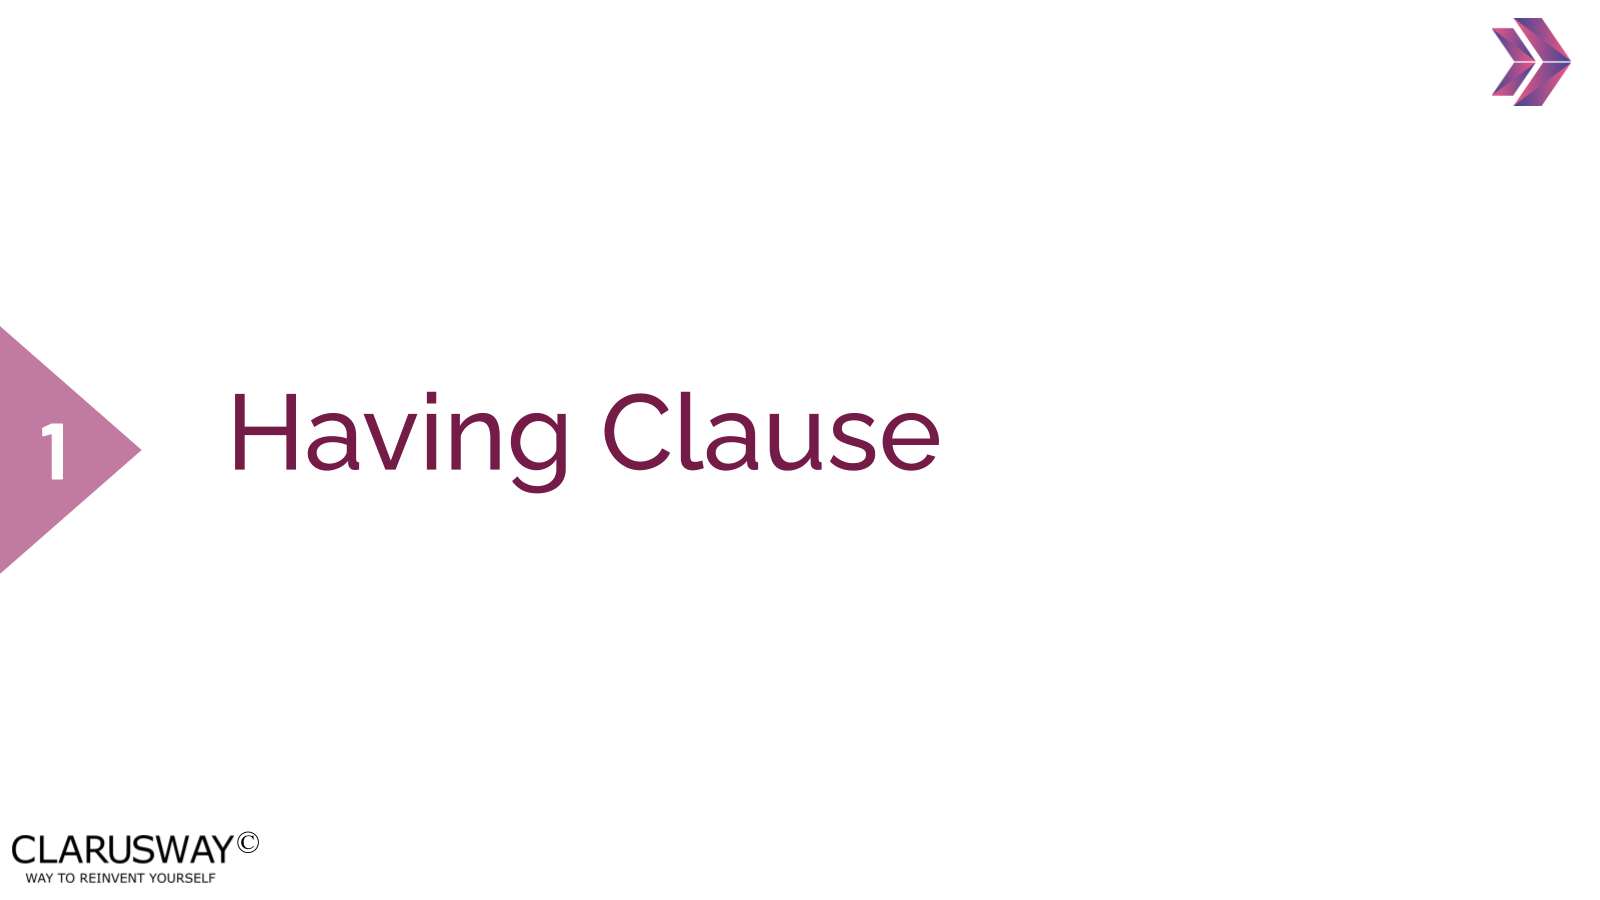 1
Having Clause
CLARUSWAY©
WAY TO REINVENT YOURSELF